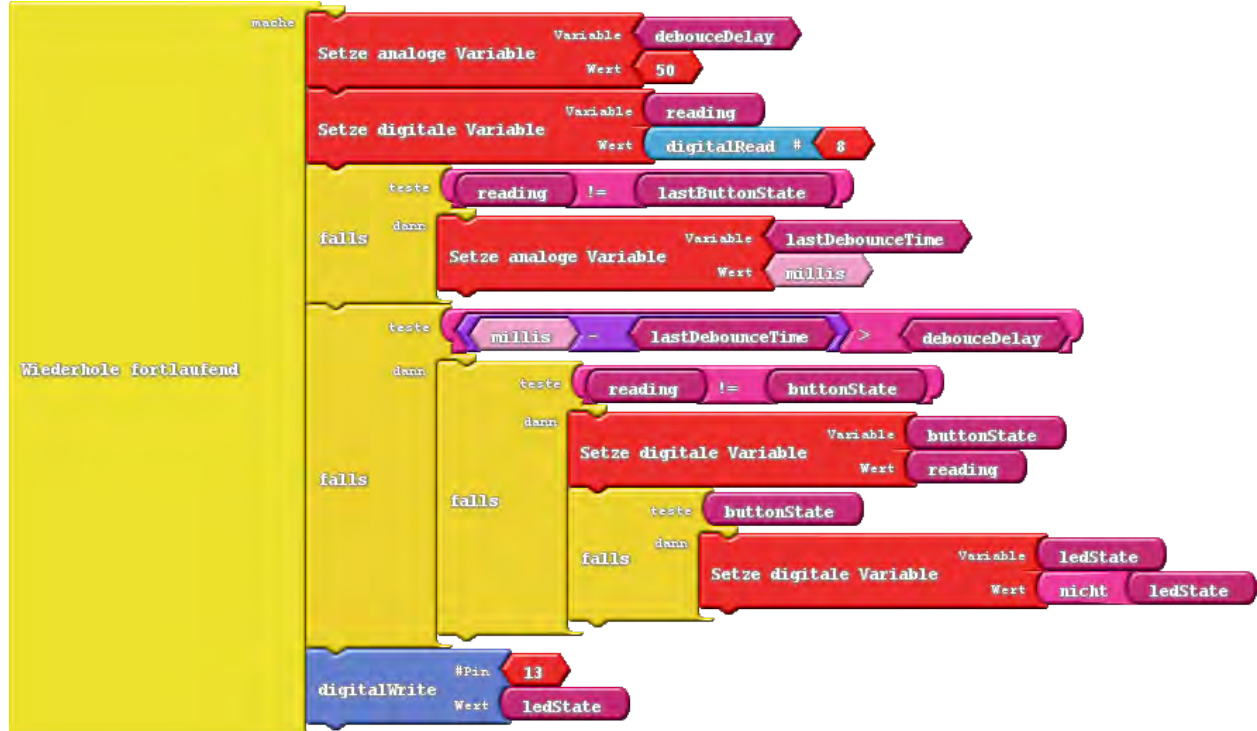 mache
Variable debouceDelay
Setze analoge Variable
Wert 50
Variable reading
Setze digitale Variable
Wert digitalRead # 8
teste reading != lastButtonState
falls dann
Variable lastDebounceTime
Setze analoge Variable
Wert millis
teste millis - lastDebounceTime > debouceDelay
Wiederhole fortlaufend
dann
teste reading != buttonState
dann
Variable buttonState
Setze digitale Variable
Wert reading
falls
falls
teste buttonState
falls dann
Variable ledState
Setze digitale Variable
Wert nicht ledState
#Pin 13
digitalWrite
Wert ledState